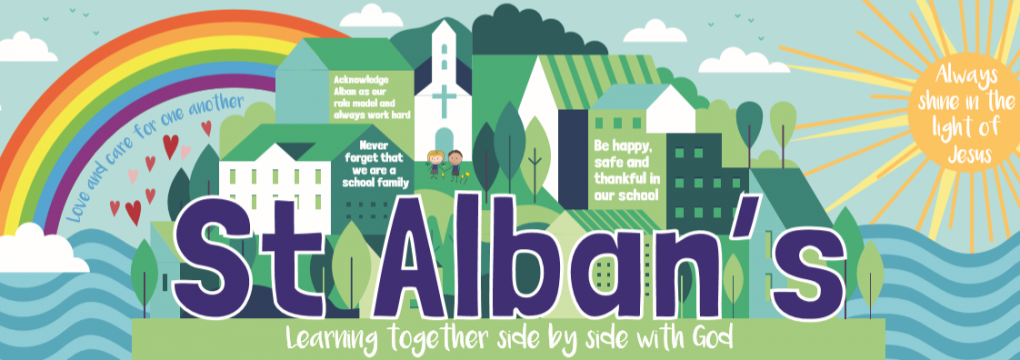 Love and care for one another
Acknowledge
Alban as our
role model and
always work hard
Never
forget that
we are a
school family
Be happy,
safe and
thankful in
our school
Always
shine in the
light of
Jesus
St Alban's
Learning together side by side with God